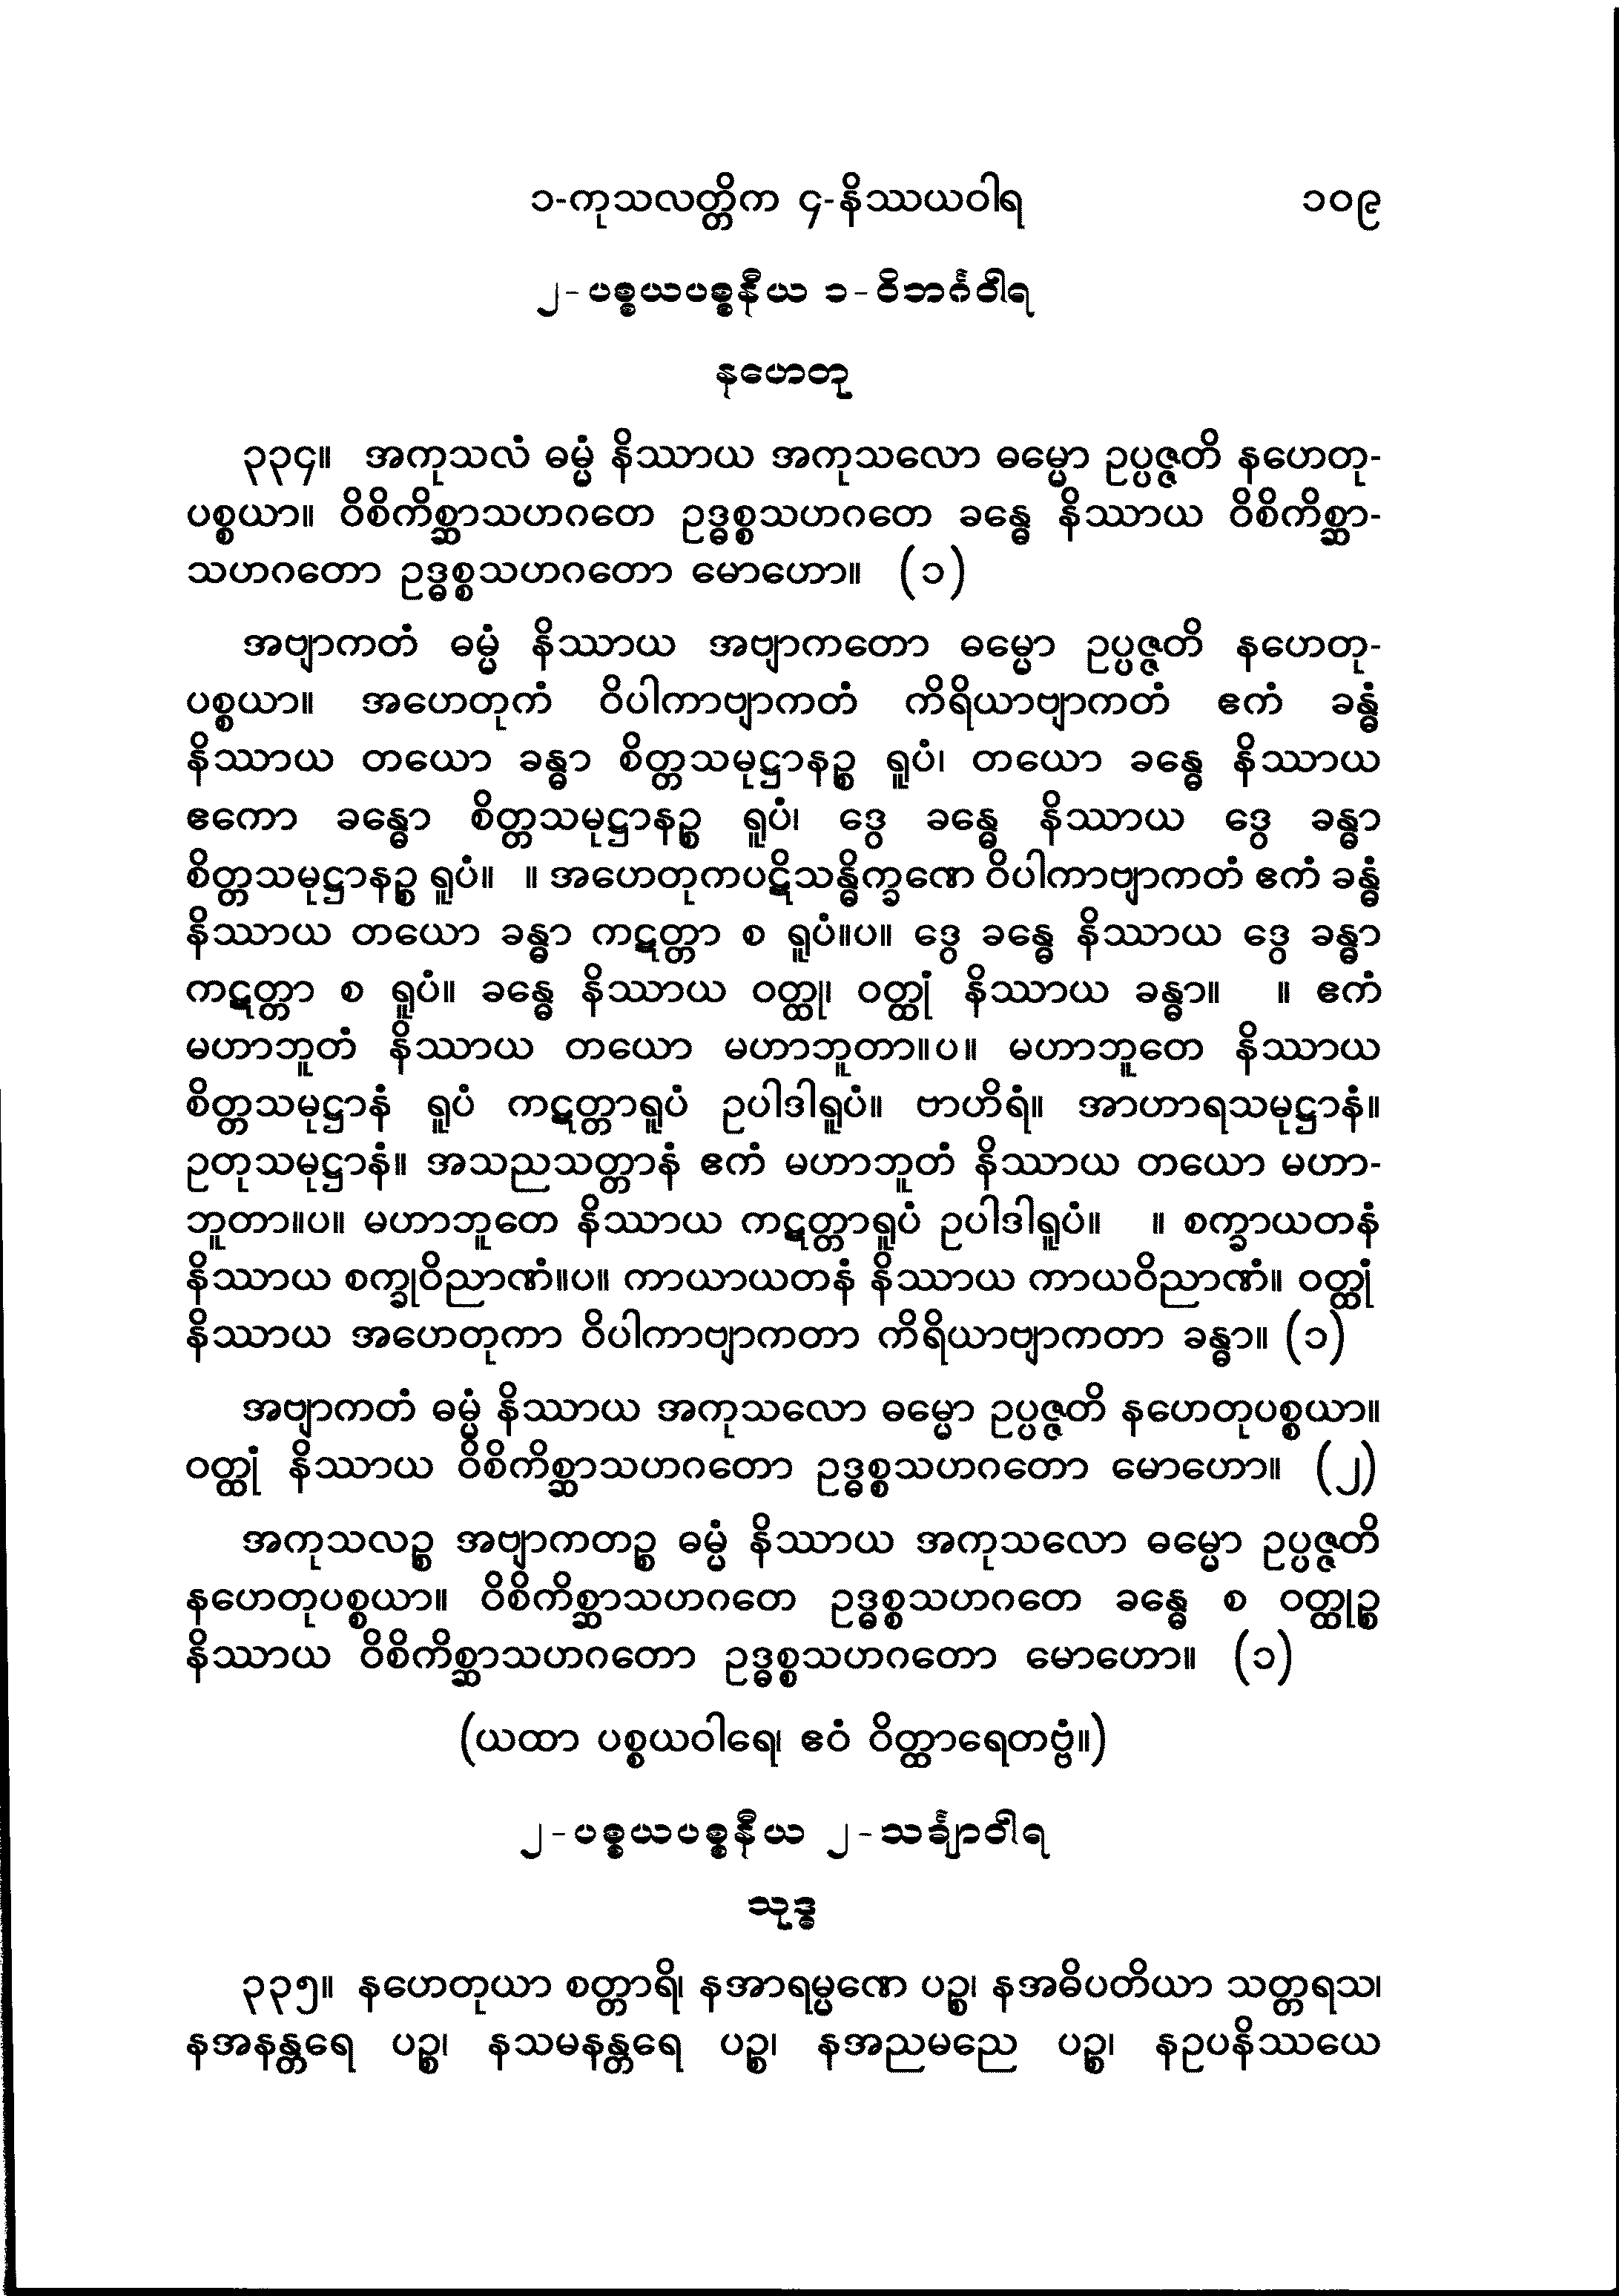 ၁-ကုသလတ္တိက ၄-နိဿယဝါရ ၁၀၉
၂-ပစ္စယပစ္စနီယ ၁-ဝိဘင်္ဂဝါရ
နဟေတု
၃၃၄။ အကုသလံ ဓမ္မံ နိဿာယ အကုသလော ဓမ္မော ဥပ္ပဇ္ဇတိ နဟေတု-
ပစ္စယာ။ ဝိစိကိစ္ဆာသဟဂတေ ဥဒ္ဓစ္စသဟဂတေ ခန္ဓေ နိဿာယ ဝိစိကိစ္ဆာ-
သဟဂတော ဥဒ္ဓစ္စသဟဂတော မောဟော။ (၁)
အဗျာကတံ ဓမ္မံ နိဿာယ အဗျာကတော ဓမ္မော ဥပ္ပဇ္ဇတိ နဟေတု-
ပစ္စယာ။ အဟေတုကံ ဝိပါကာဗျာကတံ ကိရိယာဗျာကတံ ဧကံ ခန္ဓံ
နိဿာယ တယော ခန္ဓာ စိတ္တသမုဋ္ဌာနဉ္စ ရူပံ၊ တယော ခန္ဓေ နိဿာယ
ဧကော ခန္ဓော စိတ္တသမုဋ္ဌာနဉ္စ ရူပံ၊ ဒွေ ခန္ဓေ နိဿာယ ဒွေ ခန္ဓာ
စိတ္တသမုဋ္ဌာနဉ္စ ရူပံ။ ။ အဟေတုကပဋိသန္ဓိက္ခဏေ ဝိပါကာဗျာကတံ ဧကံ ခန္ဓံ
နိဿာယ တယော ခန္ဓာ ကဋတ္တာ စ ရူပံ။ပ။ ဒွေ ခန္ဓေ နိဿာယ ဒွေ ခန္ဓာ
ကဋတ္တာ စ ရူပံ။ ခန္ဓေ နိဿာယ ဝတ္ထု၊ ဝတ္ထုံ နိဿာယ ခန္ဓာ။ ။ ဧကံ
မဟာဘူတံ နိဿာယ တယော မဟာဘူတာ။ပ။ မဟာဘူတေ နိဿာယ
စိတ္တသမုဋ္ဌာနံ ရူပံ ကဋတ္တာရူပံ ဥပါဒါရူပံ။ ဗာဟိရံ။ အာဟာရသမုဋ္ဌာနံ။
ဥတုသမုဋ္ဌာနံ။ အသညသတ္တာနံ ဧကံ မဟာဘူတံ နိဿာယ တယော မဟာ-
ဘူတာ။ပ။ မဟာဘူတေ နိဿာယ ကဋတ္တာရူပံ ဥပါဒါရူပံ။ ။ စက္ခာယတနံ
နိဿာယ စက္ခုဝိညာဏံ။ပ။ ကာယာယတနံ နိဿာယ ကာယဝိညာဏံ။ ဝတ္ထုံ
နိဿာယ အဟေတုကာ ဝိပါကာဗျာကတာ ကိရိယာဗျာကတာ ခန္ဓာ။ (၁)
အဗျာကတံ ဓမ္မံ နိဿာယ အကုသလော ဓမ္မော ဥပ္ပဇ္ဇတိ နဟေတုပစ္စယာ။
ဝတ္ထုံ နိဿာယ ဝိစိကိစ္ဆာသဟဂတော ဥဒ္ဓစ္စသဟဂတော မောဟော။ (၂)
အကုသလဉ္စ အဗျာကတဉ္စ ဓမ္မံ နိဿာယ အကုသလော ဓမ္မော ဥပ္ပဇ္ဇတိ
နဟေတုပစ္စယာ။ ဝိစိကိစ္ဆာသဟဂတေ ဥဒ္ဓစ္စသဟဂတေ ခန္ဓေ စ ဝတ္ထုဉ္စ
နိဿာယ ဝိစိကိစ္ဆာသဟဂတော ဥဒ္ဓစ္စသဟဂတော မောဟော။ (၁)
(ယထာ ပစ္စယဝါရေ၊ ဧဝံ ဝိတ္ထာရေတဗ္ဗံ။)
၂-ပစ္စယပစ္စနီယ ၂-သင်္ချာဝါရ
သုဒ္ဓ
၃၃၅။ နဟေတုယာ စတ္တာရိ၊ နအာရမ္မဏေ ပဉ္စ၊ နအဓိပတိယာ သတ္တရသ၊
နအနန္တရေ ပဉ္စ၊ နသမနန္တရေ ပဉ္စ၊ နအညမညေ ပဉ္စ၊ နဥပနိဿယေ